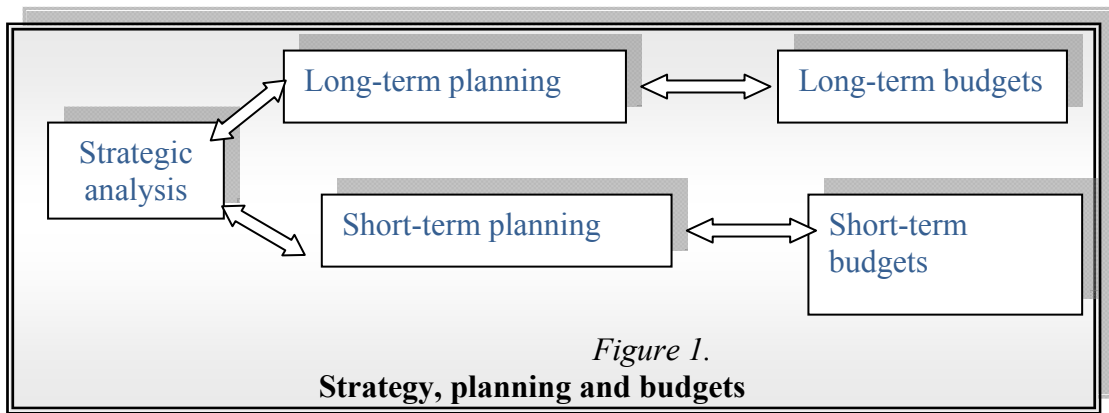 Long-term planning
Long-term budgets
Strategic
analysis
Short-term planning
Short-term
budgets
Figure 1.
Strategy, planning and budgets